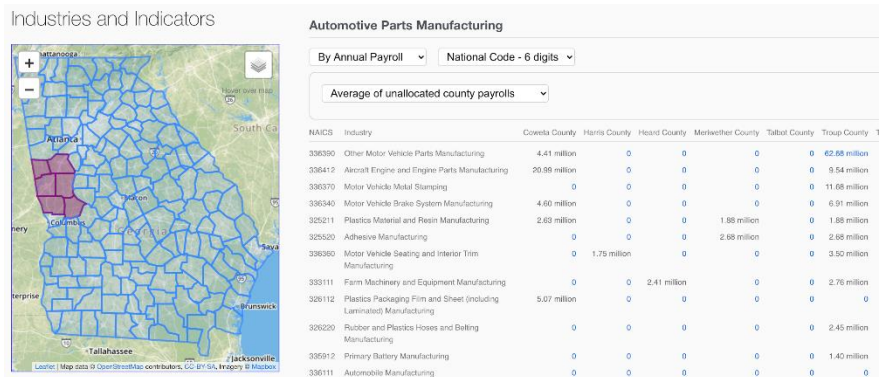 Industries and Indicators
Automotive Parts Manufacturing
By Annual Payroll
National Code - 6 digits
Average of unallocated county payrolls
NAICS Industry Coweta County Harris County Heard County Meriwether County Talbot County Troup County T
336390 Other Motor Vehicle Parts Manufacturing 4.41 million 0 0 0 0 62.68 million
336412 Aircraft Engine and Engine Parts Manufacturing 20.99 million 0 0 0 0 9.54 million
336370 Motor Vehicle Metal Stamping 0 0 0 0 0 11.68 million
336340 Motor Vehicle Brake System Manufacturing 4.60 million 0 0 0 0 6.91 million
325211 Plastics Material and Resin Manufacturing 2.63 million 0 0 1.88 million 0 1.88 million
325520 Adhesive Manufacturing 0 0 0 2.68 million 0 2.68 million
336360 Motor Vehicle Seating and Interior Trim 0 1.75 million 0 0 0 3.50 million
Manufacturing
333111 Farm Machinery and Equipment Manufacturing 0 0 2.41 million 0 0 2.76 million
326112 Plastics Packaging Film and Sheet (including 5.07 million 0 0 0 0 0
Laminated) Manufacturing
326220 Rubber and Plastics Hoses and Belting 0 0 0 0 0 2.45 million
Manufacturing
335912 Primary Battery Manufacturing 0 0 0 0 0 1.40 million
336111 Automobile Manufacturing 0 0 0 0 0 0
+
−
attanooga
Hover over map
South Ca
Atlanta
Macon
Columbus
Georgia
nery
Sava
terprise
Brunswick
Tallahassee
Jacksonville
Leaflet | Map data © OpenStreetMap contributors, CC-BY-SA, Imagery © Mapbox